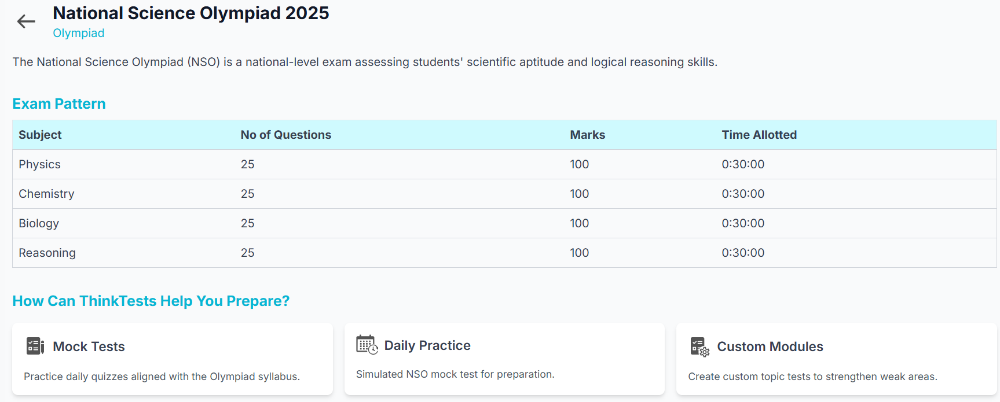 National Science Olympiad 2025
Olympiad
The National Science Olympiad (NSO) is a national-level exam assessing students' scientific aptitude and logical reasoning skills.
Exam Pattern
Subject No of Questions Marks Time Allotted
Physics 25 100 0:30:00
Chemistry 25 100 0:30:00
Biology 25 100 0:30:00
Reasoning 25 100 0:30:00
How Can ThinkTests Help You Prepare?
Mock Tests
Practice daily quizzes aligned with the Olympiad syllabus.
Daily Practice
Simulated NSO mock test for preparation.
Custom Modules
Create custom topic tests to strengthen weak areas.